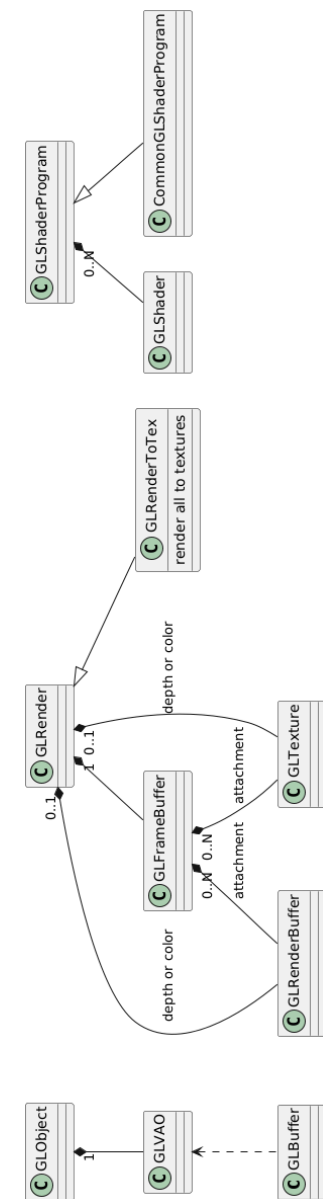 C GLObject
1
C GLVAO
C GLBuffer
C GLRender
0..1
1
0..1
depth or color
depth or color
C GLRenderToTex
render all to textures
C GLFrameBuffer
0..N
0..N
attachment
attachment
C GLRenderBuffer
C GLTexture
C GLShaderProgram
0..N
C GLShader
C CommonGLShaderProgram